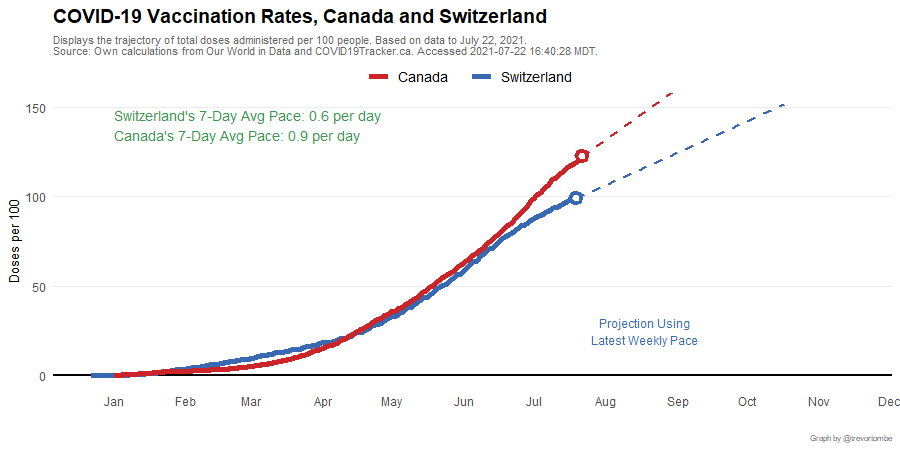 COVID-19 Vaccination Rates, Canada and Switzerland
Displays the trajectory of total doses administered per 100 people. Based on data to July 22, 2021.
Source: Own calculations from Our World in Data and COVID19Tracker.ca. Accessed 2021-07-22 16:40:28 MDT.
Canada Switzerland
150
Switzerland's 7-Day Avg Pace: 0.6 per day
Canada's 7-Day Avg Pace: 0.9 per day
100
Doses per 100
50
Projection Using
Latest Weekly Pace
0
Jan Feb Mar Apr May Jun Jul Aug Sep Oct Nov Dec
Graph by @trevortombe